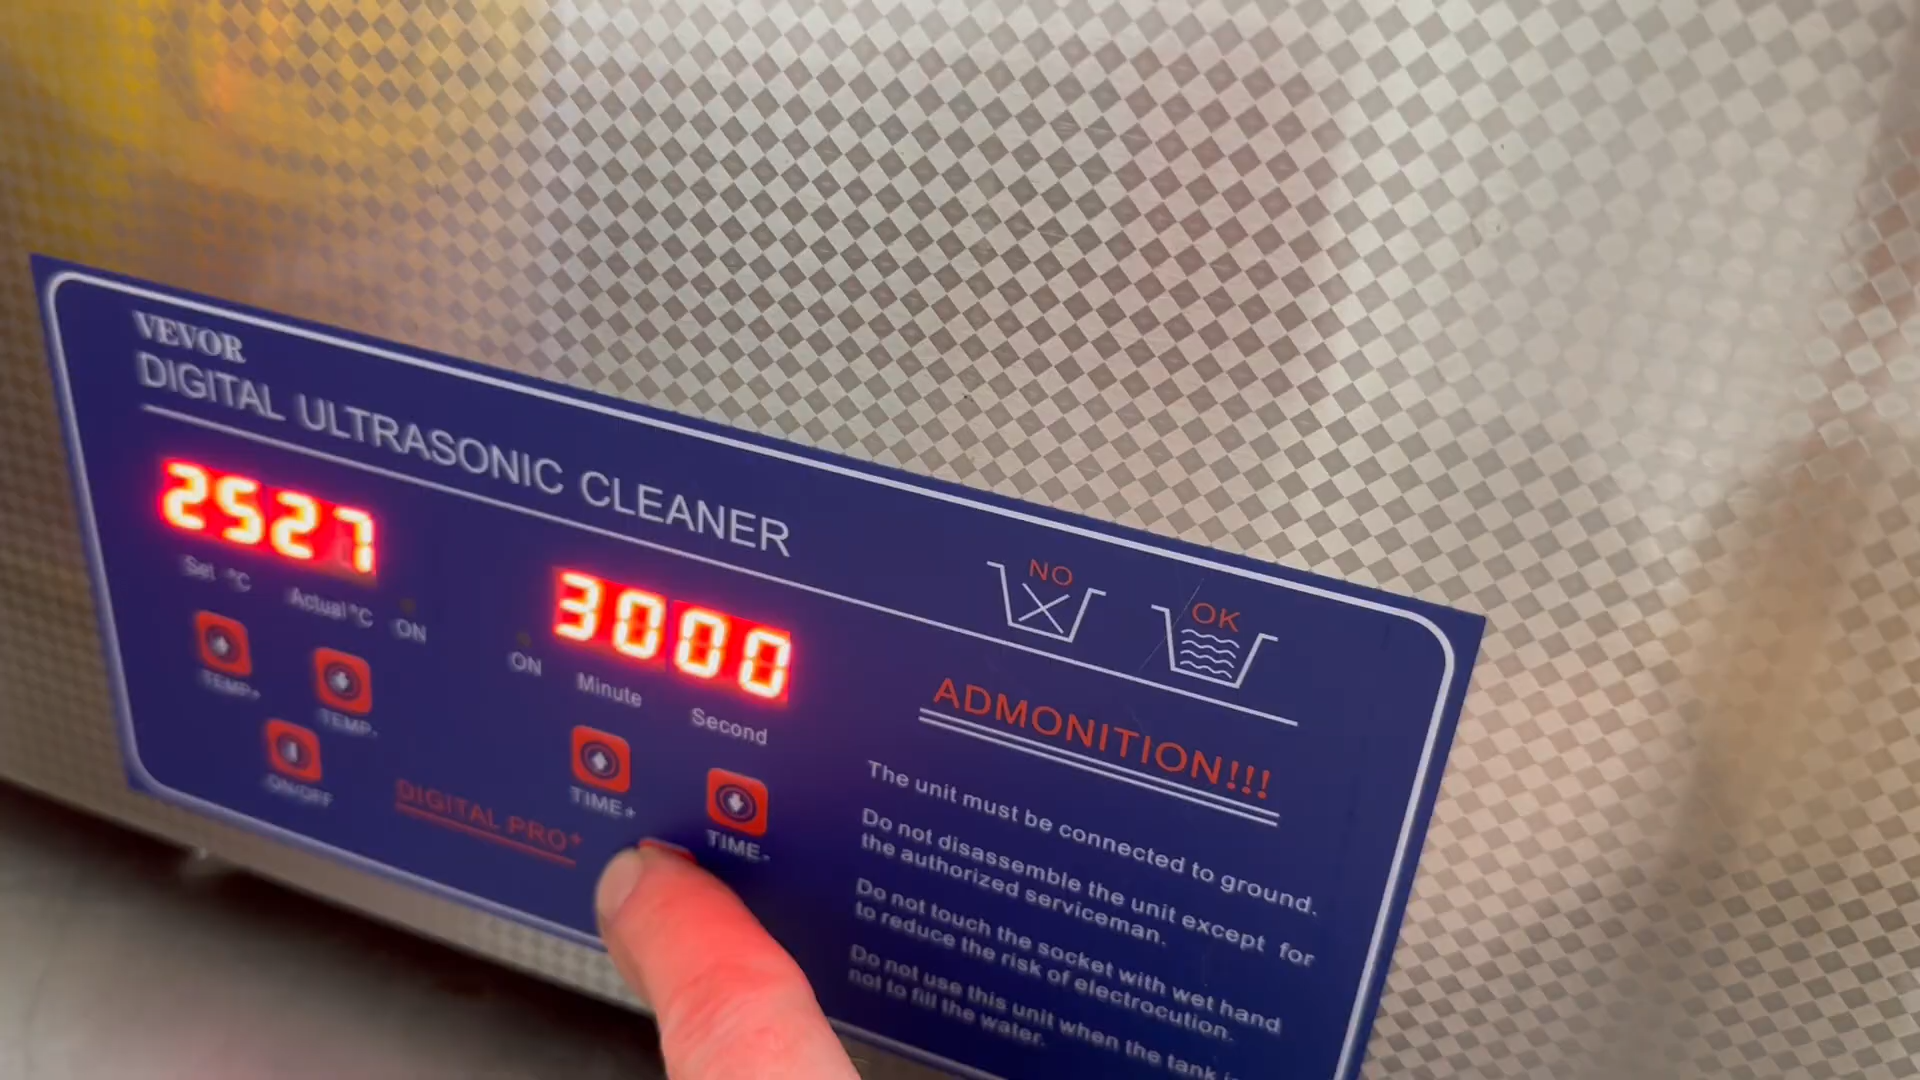 VEVOR
DIGITAL ULTRASONIC CLEANER
2527
Set °C
Actual °C
ON
TEMP+
TEMP-
ON/OFF
DIGITAL PRO+
3000
ON
Minute
Second
TIME+
TIME-
NO
OK
ADMONITION!!!
The unit must be connected to ground.
Do not disassemble the unit except for
the authorized serviceman.
Do not touch the socket with wet hand
to reduce the risk of electrocution.
Do not use this unit when the tank is
not to fill the water.